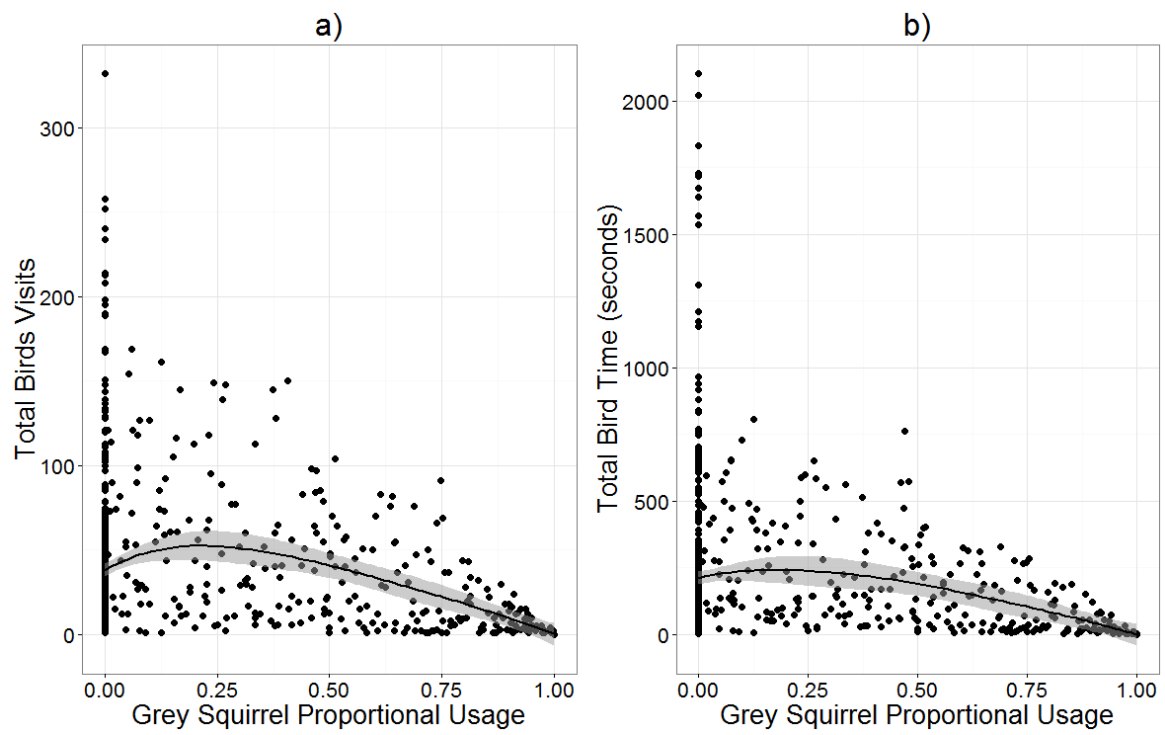 a)
Total Birds Visits
300
200
100
0
0.00 0.25 0.50 0.75 1.00
Grey Squirrel Proportional Usage
b)
Total Bird Time (seconds)
2000
1500
1000
500
0
0.00 0.25 0.50 0.75 1.00
Grey Squirrel Proportional Usage